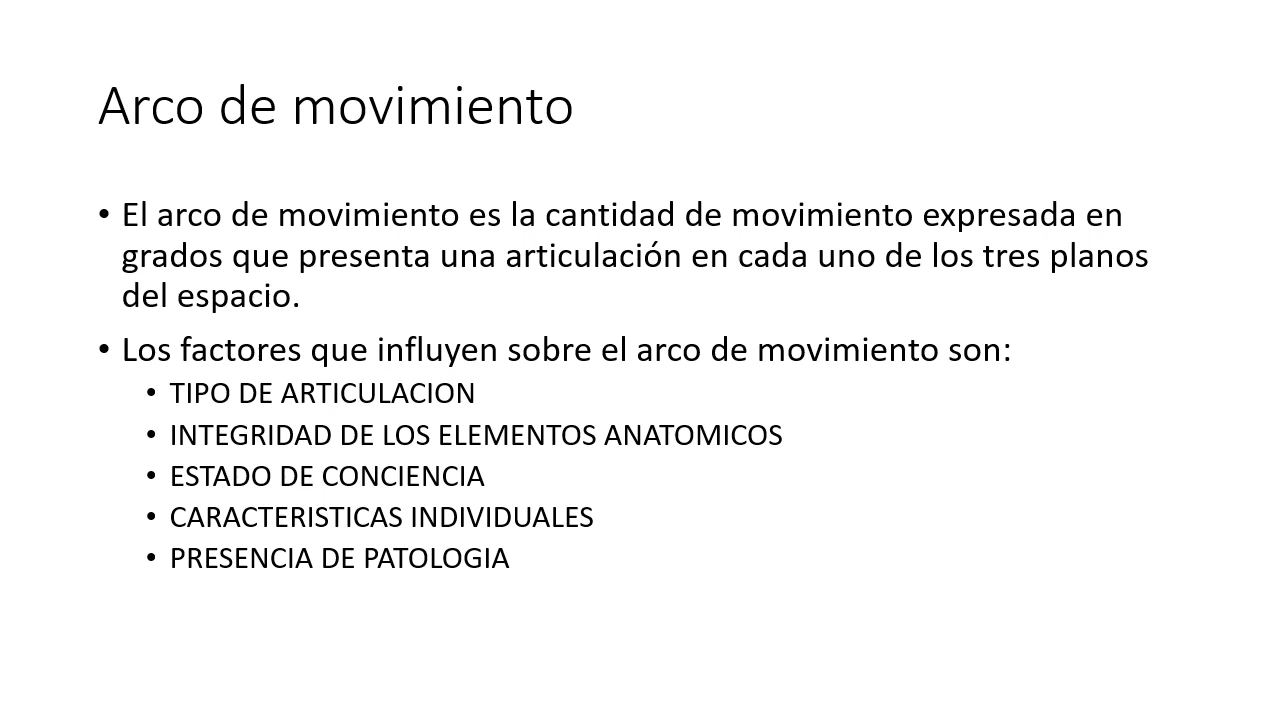 Arco de movimiento
• El arco de movimiento es la cantidad de movimiento expresada en
grados que presenta una articulación en cada uno de los tres planos
del espacio.
• Los factores que influyen sobre el arco de movimiento son:
• TIPO DE ARTICULACION
• INTEGRIDAD DE LOS ELEMENTOS ANATOMICOS
• ESTADO DE CONCIENCIA
• CARACTERISTICAS INDIVIDUALES
• PRESENCIA DE PATOLOGIA